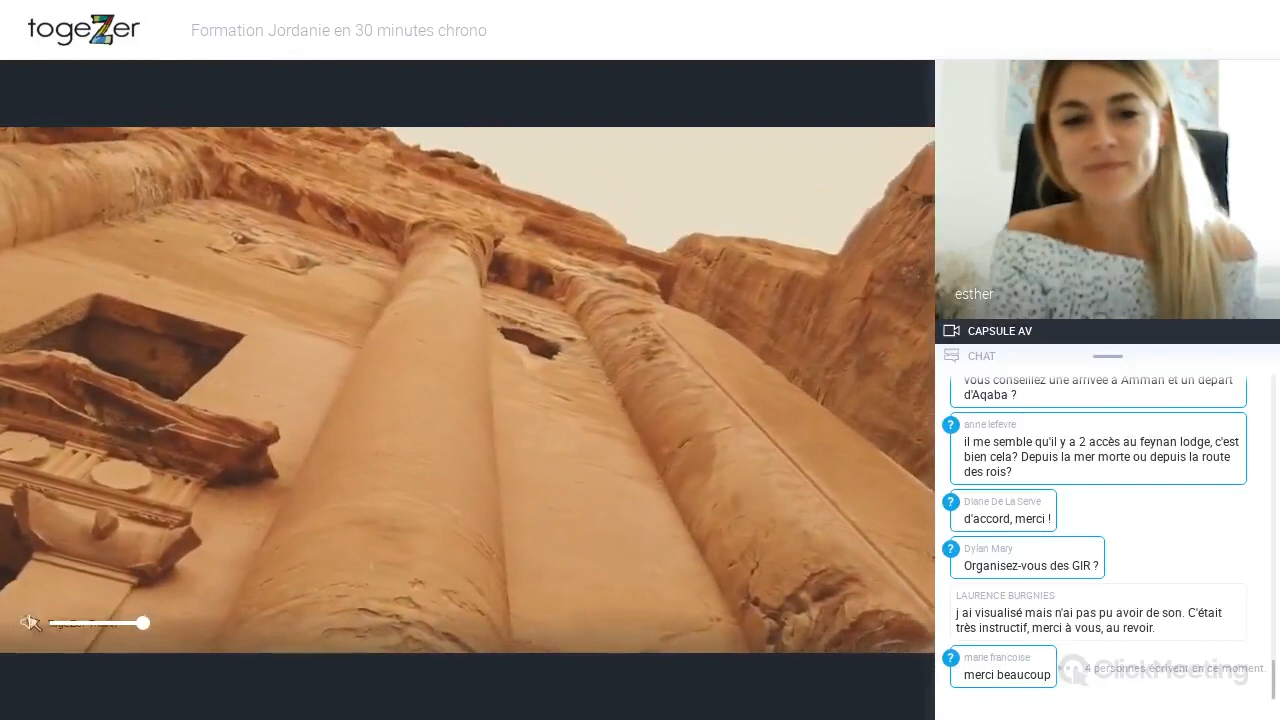 togeZer
Formation Jordanie en 30 minutes chrono
esther
CAPSULE AV
CHAT
vous conseillez une arrivée à Amman et un départ
d'Aqaba ?
anne lefevre
il me semble qu'il y a 2 accès au feynan lodge, c'est
bien cela? Depuis la mer morte ou depuis la route
des rois?
Diane De La Serve
d'accord, merci !
Dylan Mary
Organisez-vous des GIR ?
LAURENCE BURGNIES
j ai visualisé mais n'ai pas pu avoir de son. C'était
très instructif, merci à vous, au revoir.
marie francoise
merci beaucoup
4 personnes écrivent en ce moment.
ClickMeeting